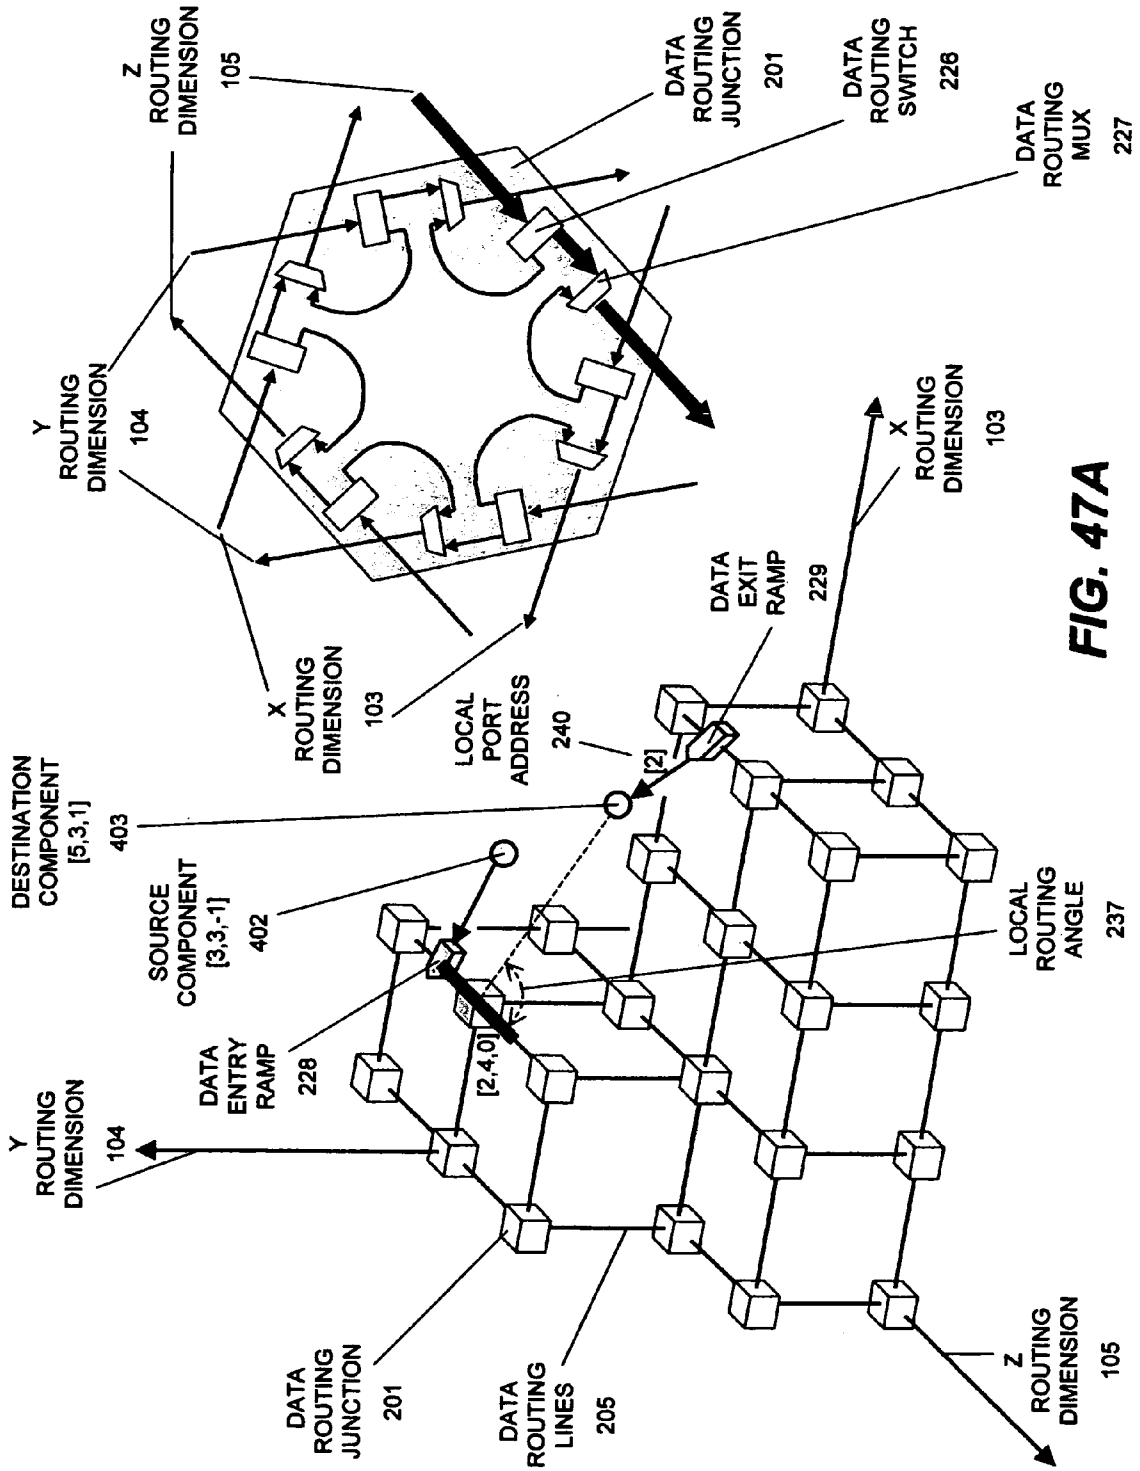 Z
ROUTING
DIMENSION
105
DATA
ROUTING
JUNCTION
201
DATA
ROUTING
SWITCH
226
DATA
ROUTING
MUX
227
Y
ROUTING
DIMENSION
104
X
ROUTING
DIMENSION
103
X
ROUTING
DIMENSION
103
DESTINATION
COMPONENT
[5,3,1]
403
LOCAL
PORT
ADDRESS
240
[2]
DATA
EXIT
RAMP
229
SOURCE
COMPONENT
[3,3,-1]
402
Y
ROUTING
DIMENSION
104
DATA
ENTRY
RAMP
228
[2,4,0]
LOCAL
ROUTING
ANGLE
237
DATA
ROUTING
JUNCTION
201
DATA
ROUTING
LINES
205
Z
ROUTING
DIMENSION
105
FIG. 47A